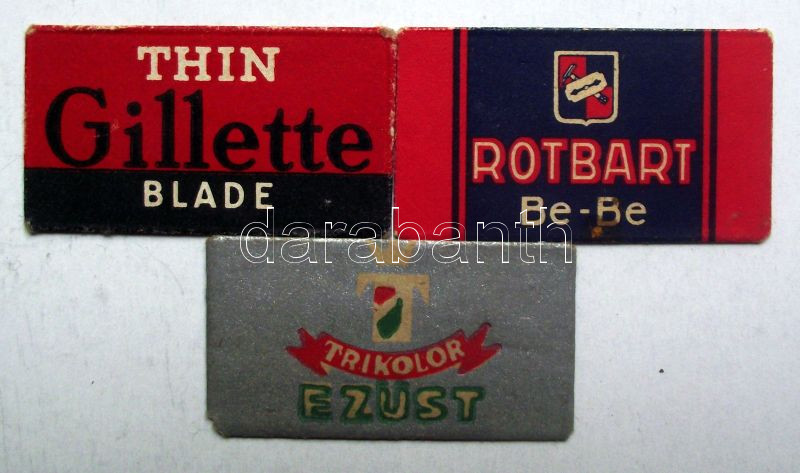 THIN
Gillette
BLADE
ROTBART
Be-Be
darabanth
T
TRIKOLOR
EZÜST